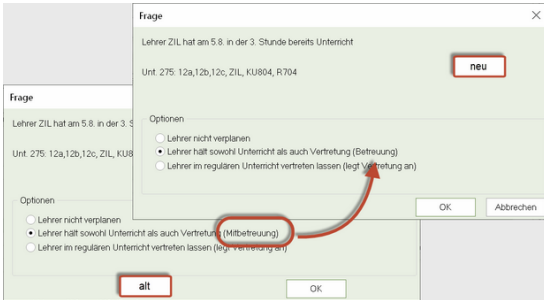 Frage
Lehrer ZIL hat am 5.8. in der 3. Stunde bereits Unterricht
neu
Unt. 275: 12a,12b,12c, ZIL, KU804, R704
Optionen
Lehrer nicht verplanen
Lehrer hält sowohl Unterricht als auch Vertretung (Betreuung)
Lehrer im regulären Unterricht vertreten lassen (legt Vertretung an)
OK
Abbrechen
Frage
Lehrer ZIL hat am 5.8. in der 3. S
Unt. 275: 12a,12b,12c, ZIL, KU8
Optionen
Lehrer nicht verplanen
Lehrer hält sowohl Unterricht als auch Vertretung (Mitbetreuung)
Lehrer im regulären Unterricht vertreten lassen (legt Vertretung an)
alt
OK